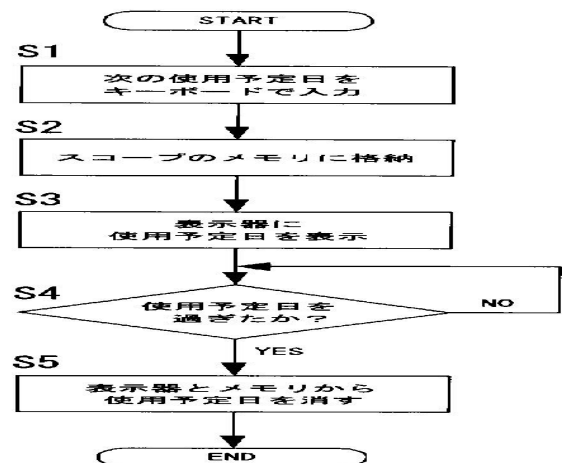 START
S1
次の使用予定日を
キーボードで入力
S2
スコープのメモリに格納
S3
表示器に
使用予定日を表示
S4
使用予定日を
過ぎたか?
NO
YES
S5
表示器とメモリから
使用予定日を消す
END